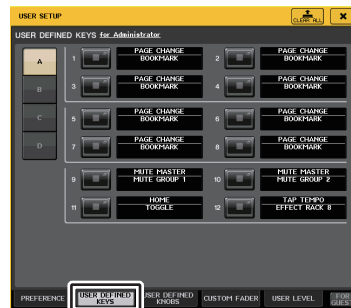 USER SETUP
CLEAR ALL
USER DEFINED KEYS for Administrator
A
B
C
D
1
PAGE CHANGE
BOOKMARK
2
PAGE CHANGE
BOOKMARK
3
PAGE CHANGE
BOOKMARK
4
PAGE CHANGE
BOOKMARK
5
PAGE CHANGE
BOOKMARK
6
PAGE CHANGE
BOOKMARK
7
PAGE CHANGE
BOOKMARK
8
PAGE CHANGE
BOOKMARK
9
MUTE MASTER
MUTE GROUP 1
10
MUTE MASTER
MUTE GROUP 2
11
HOME
TOGGLE
12
TAP TEMPO
EFFECT RACK 8
PREFERENCE
USER DEFINED
KEYS
USER DEFINED
KNOBS
CUSTOM FADER
USER LEVEL
FOR
GUES